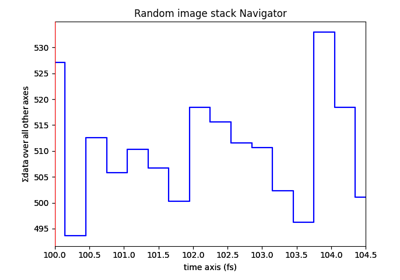 Random image stack Navigator
530
525
520
515
510
505
500
495
Σdata over all other axes
100.0 100.5 101.0 101.5 102.0 102.5 103.0 103.5 104.0 104.5
time axis (fs)